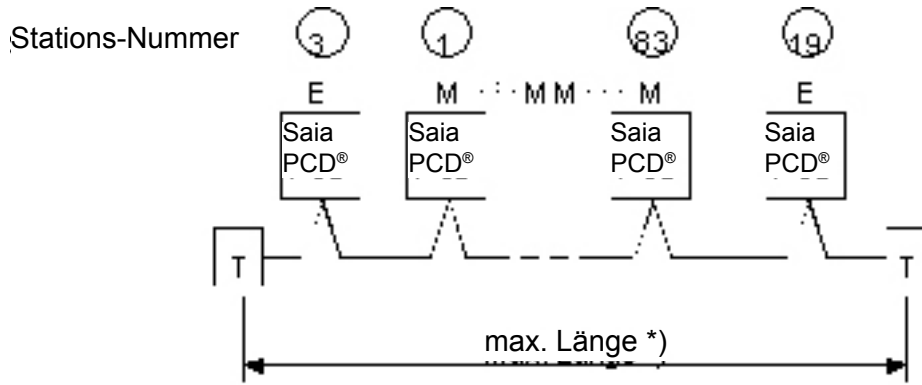 Stations-Nummer 3 1 83 19
E M MM M E
Saia Saia Saia Saia
PCD® PCD® PCD® PCD®
T T
max. Länge *)